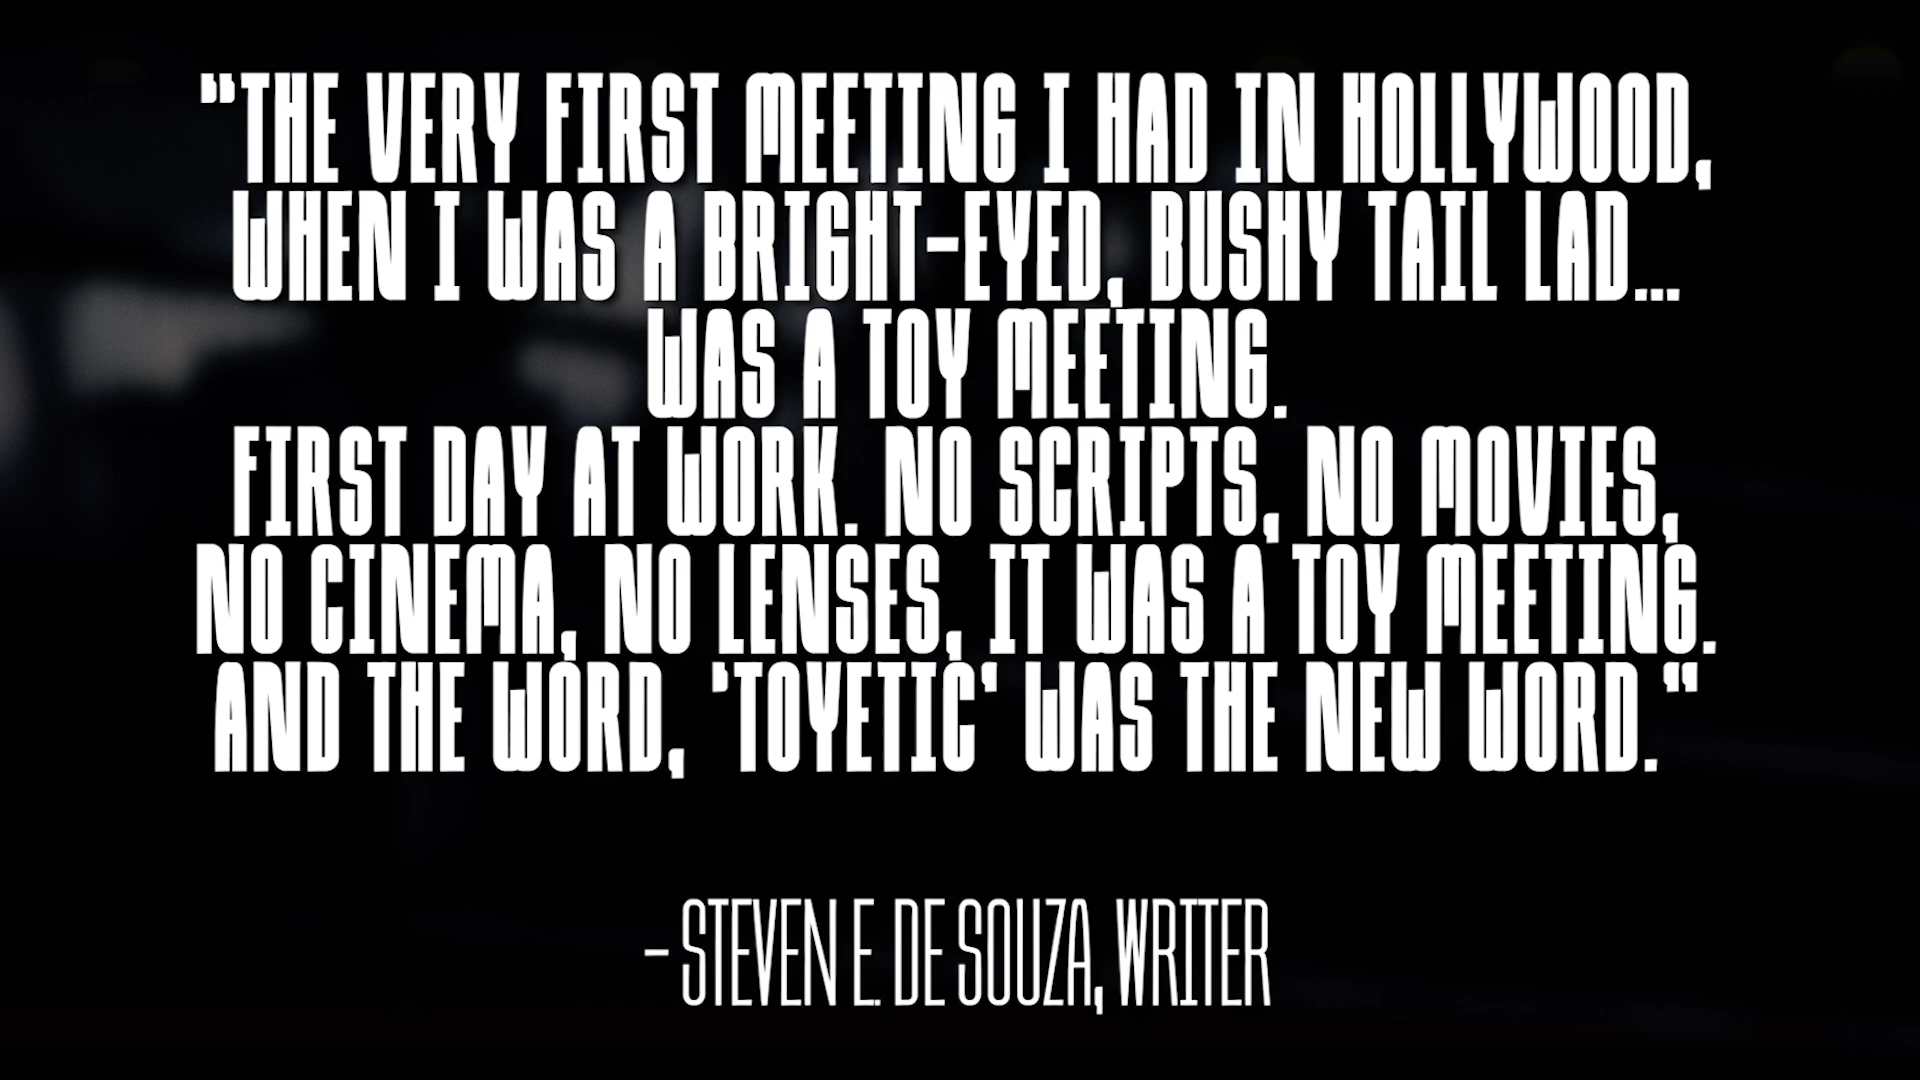 "THE VERY FIRST MEETING I HAD IN HOLLYWOOD,
WHEN I WAS A BRIGHT-EYED, BUSHY TAIL LAD...
WAS A TOY MEETING.
FIRST DAY AT WORK. NO SCRIPTS, NO MOVIES,
NO CINEMA, NO LENSES, IT WAS A TOY MEETING.
AND THE WORD, 'TOYETIC' WAS THE NEW WORD."
- STEVEN E. DE SOUZA, WRITER